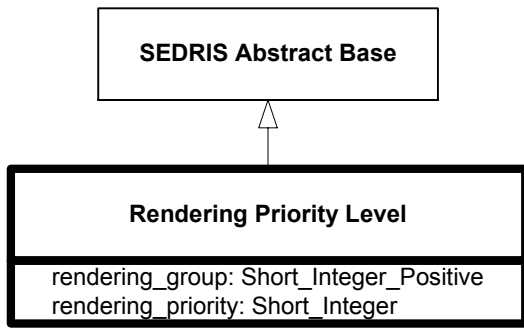 SEDRIS Abstract Base
Rendering Priority Level
rendering_group: Short_Integer_Positive
rendering_priority: Short_Integer